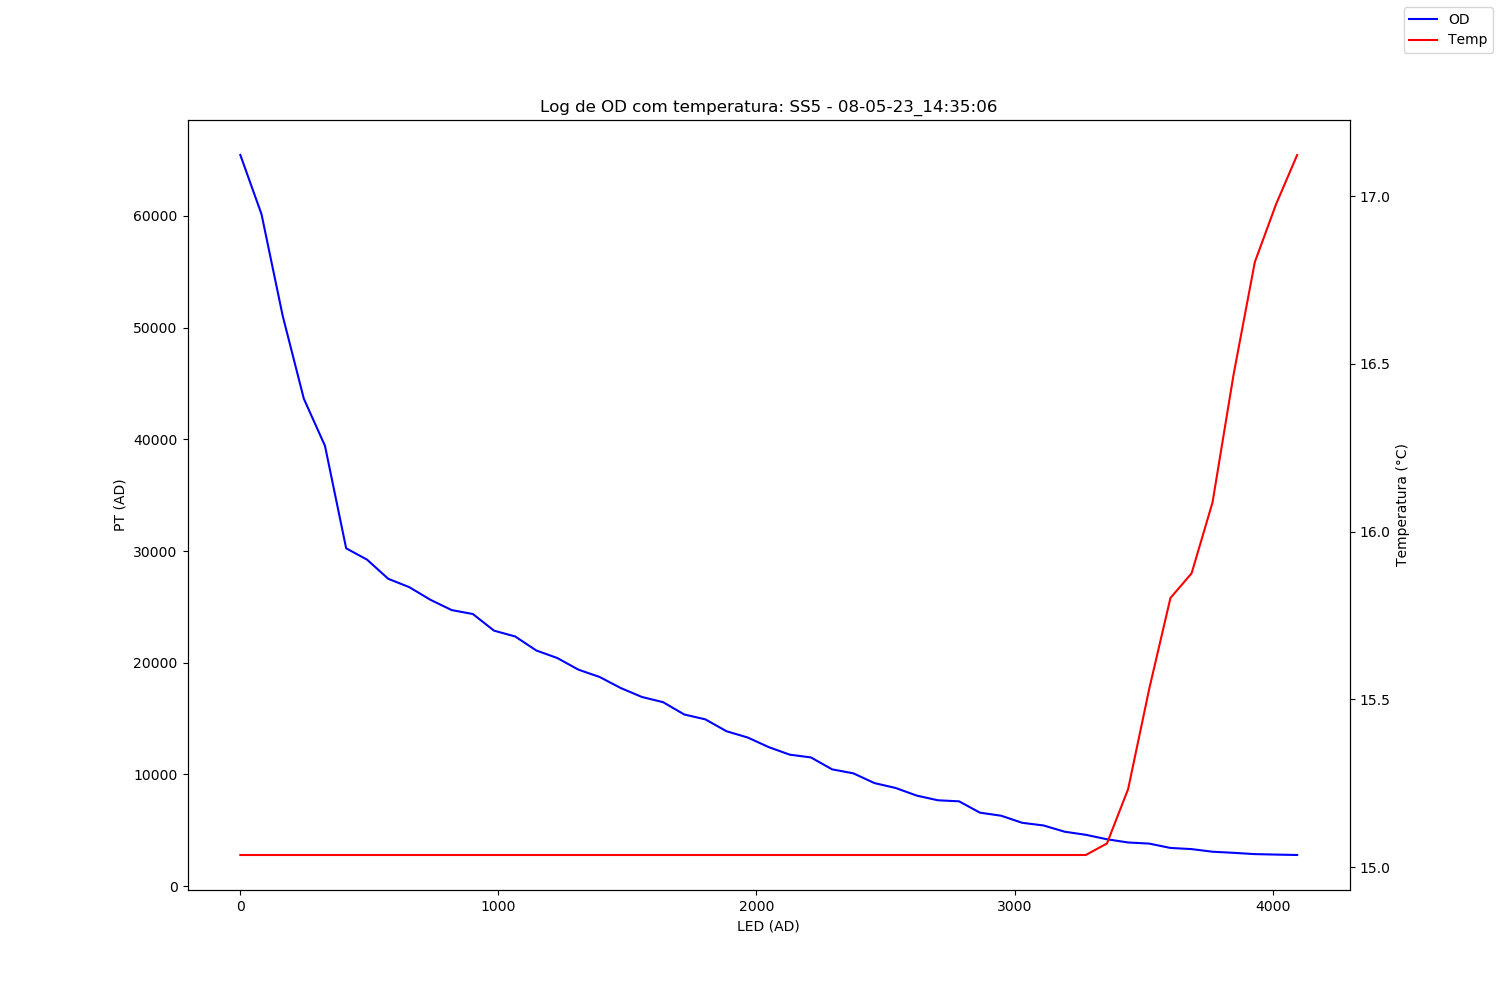 OD
Temp
Log de OD com temperatura: SS5 - 08-05-23_14:35:06
60000
50000
40000
30000
20000
10000
0
PT (AD)
17.0
16.5
16.0
15.5
15.0
Temperatura (°C)
0 1000 2000 3000 4000
LED (AD)